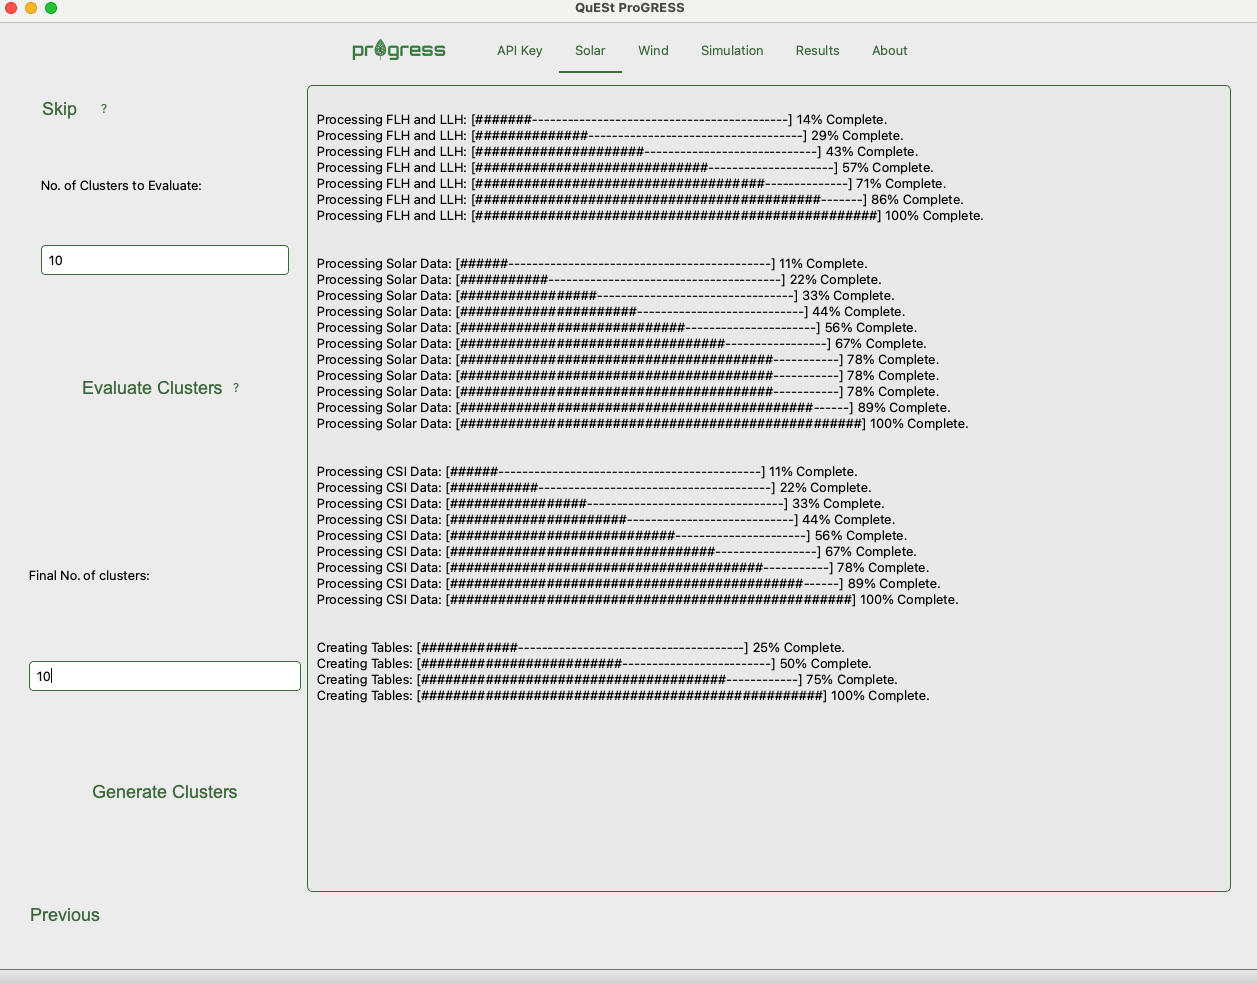 QuESt ProGRESS
progress
API Key
Solar
Wind
Simulation
Results
About
Skip
?
No. of Clusters to Evaluate:
10
Evaluate Clusters
?
Final No. of clusters:
10
Generate Clusters
Previous
Processing FLH and LLH: [#######-------------------------------------------] 14% Complete.
Processing FLH and LLH: [##############------------------------------------] 29% Complete.
Processing FLH and LLH: [#####################-----------------------------] 43% Complete.
Processing FLH and LLH: [############################----------------------] 57% Complete.
Processing FLH and LLH: [###################################---------------] 71% Complete.
Processing FLH and LLH: [##########################################--------] 86% Complete.
Processing FLH and LLH: [##################################################] 100% Complete.
Processing Solar Data: [######--------------------------------------------] 11% Complete.
Processing Solar Data: [###########---------------------------------------] 22% Complete.
Processing Solar Data: [#################---------------------------------] 33% Complete.
Processing Solar Data: [######################----------------------------] 44% Complete.
Processing Solar Data: [############################----------------------] 56% Complete.
Processing Solar Data: [#################################-----------------] 67% Complete.
Processing Solar Data: [#######################################-----------] 78% Complete.
Processing Solar Data: [#######################################-----------] 78% Complete.
Processing Solar Data: [#######################################-----------] 78% Complete.
Processing Solar Data: [############################################------] 89% Complete.
Processing Solar Data: [##################################################] 100% Complete.
Processing CSI Data: [######--------------------------------------------] 11% Complete.
Processing CSI Data: [###########---------------------------------------] 22% Complete.
Processing CSI Data: [#################---------------------------------] 33% Complete.
Processing CSI Data: [######################----------------------------] 44% Complete.
Processing CSI Data: [############################----------------------] 56% Complete.
Processing CSI Data: [#################################-----------------] 67% Complete.
Processing CSI Data: [#######################################-----------] 78% Complete.
Processing CSI Data: [############################################------] 89% Complete.
Processing CSI Data: [##################################################] 100% Complete.
Creating Tables: [############--------------------------------------] 25% Complete.
Creating Tables: [#########################-------------------------] 50% Complete.
Creating Tables: [######################################------------] 75% Complete.
Creating Tables: [##################################################] 100% Complete.